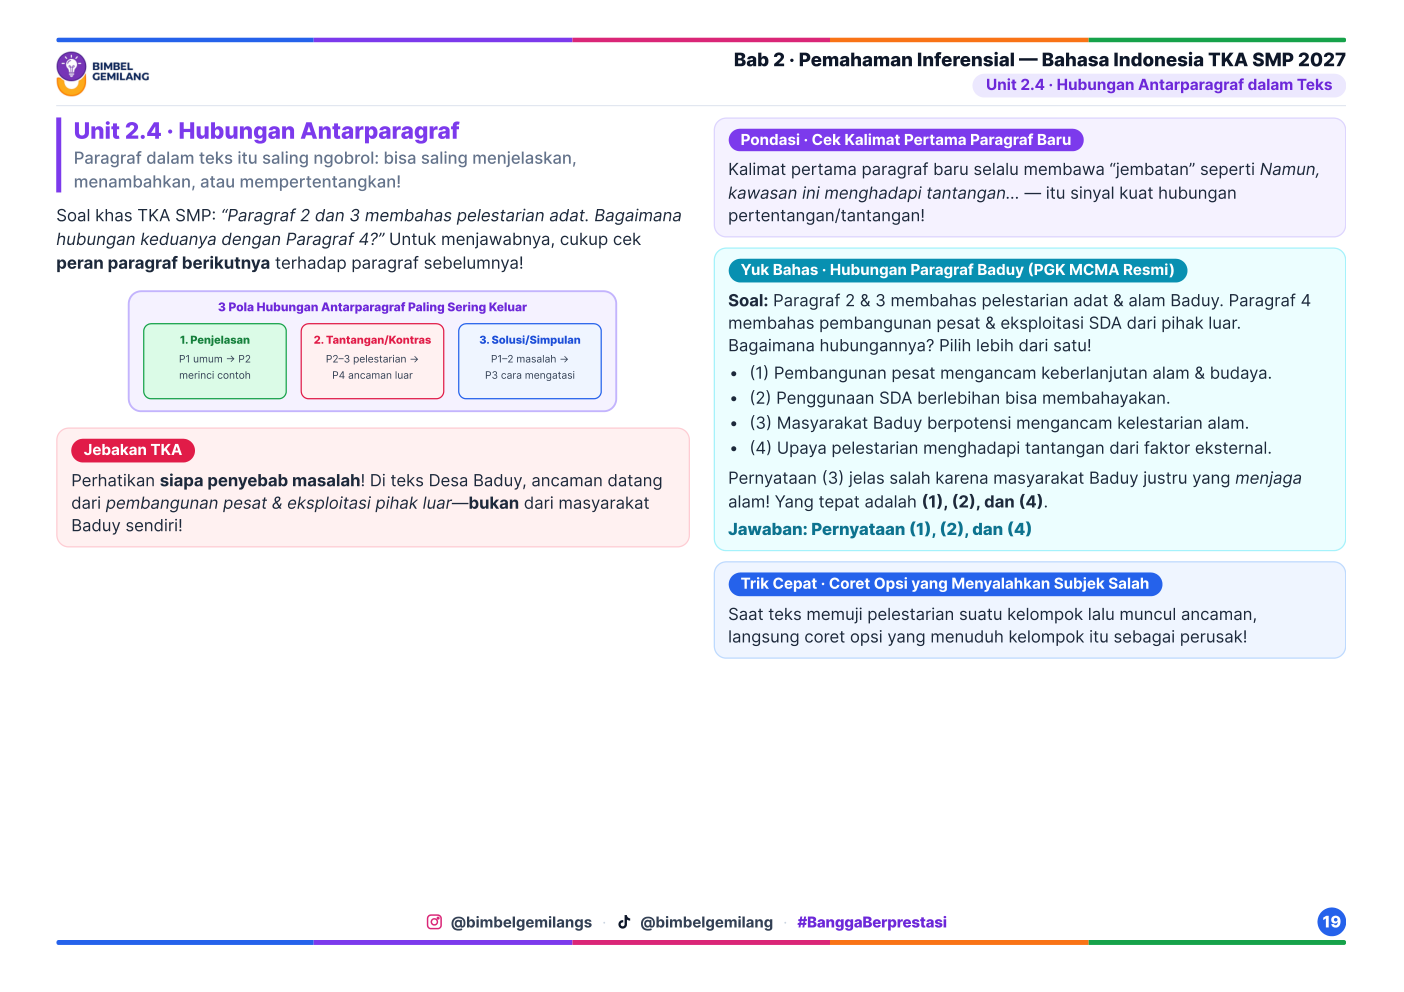 BIMBEL
GEMILANG
Bab 2 · Pemahaman Inferensial — Bahasa Indonesia TKA SMP 2027
Unit 2.4 · Hubungan Antarparagraf dalam Teks
Unit 2.4 · Hubungan Antarparagraf
Paragraf dalam teks itu saling ngobrol: bisa saling menjelaskan,
menambahkan, atau mempertentangkan!
Soal khas TKA SMP: “Paragraf 2 dan 3 membahas pelestarian adat. Bagaimana
hubungan keduanya dengan Paragraf 4?” Untuk menjawabnya, cukup cek
peran paragraf berikutnya terhadap paragraf sebelumnya!
3 Pola Hubungan Antarparagraf Paling Sering Keluar
1. Penjelasan
P1 umum → P2
merinci contoh
2. Tantangan/Kontras
P2–3 pelestarian →
P4 ancaman luar
3. Solusi/Simpulan
P1–2 masalah →
P3 cara mengatasi
Jebakan TKA
Perhatikan siapa penyebab masalah! Di teks Desa Baduy, ancaman datang
dari pembangunan pesat & eksploitasi pihak luar—bukan dari masyarakat
Baduy sendiri!
Pondasi · Cek Kalimat Pertama Paragraf Baru
Kalimat pertama paragraf baru selalu membawa “jembatan” seperti Namun,
kawasan ini menghadapi tantangan... — itu sinyal kuat hubungan
pertentangan/tantangan!
Yuk Bahas · Hubungan Paragraf Baduy (PGK MCMA Resmi)
Soal: Paragraf 2 & 3 membahas pelestarian adat & alam Baduy. Paragraf 4
membahas pembangunan pesat & eksploitasi SDA dari pihak luar.
Bagaimana hubungannya? Pilih lebih dari satu!
• (1) Pembangunan pesat mengancam keberlanjutan alam & budaya.
• (2) Penggunaan SDA berlebihan bisa membahayakan.
• (3) Masyarakat Baduy berpotensi mengancam kelestarian alam.
• (4) Upaya pelestarian menghadapi tantangan dari faktor eksternal.
Pernyataan (3) jelas salah karena masyarakat Baduy justru yang menjaga
alam! Yang tepat adalah (1), (2), dan (4).
Jawaban: Pernyataan (1), (2), dan (4)
Trik Cepat · Coret Opsi yang Menyalahkan Subjek Salah
Saat teks memuji pelestarian suatu kelompok lalu muncul ancaman,
langsung coret opsi yang menuduh kelompok itu sebagai perusak!
@bimbelgemilangs · @bimbelgemilang · #BanggaBerprestasi
19